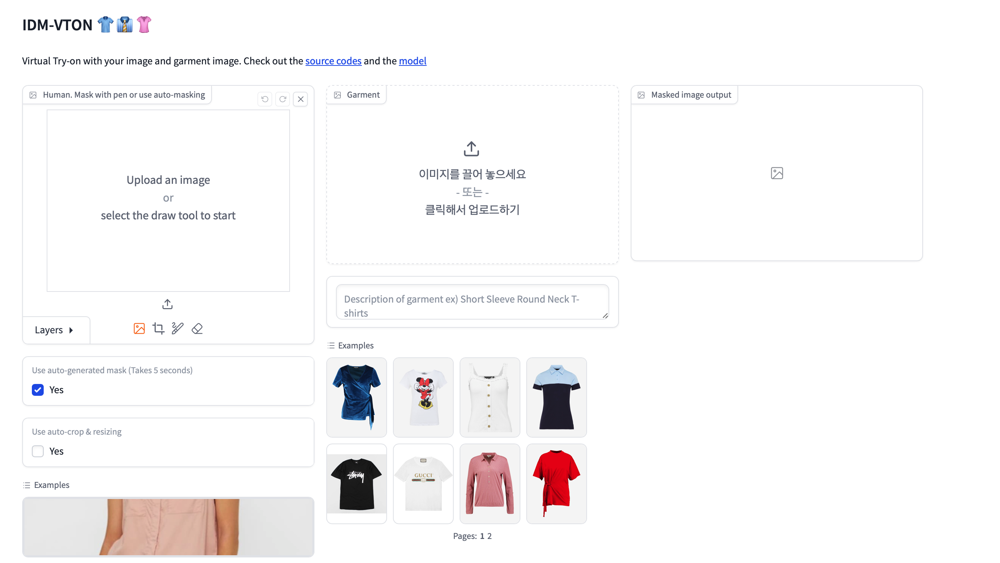 IDM-VTON
Virtual Try-on with your image and garment image. Check out the source codes and the model
Human. Mask with pen or use auto-masking
Upload an image
or
select the draw tool to start
Layers
Use auto-generated mask (Takes 5 seconds)
Yes
Use auto-crop & resizing
Yes
Examples
Garment
이미지를 끌어 놓으세요
- 또는 -
클릭해서 업로드하기
Description of garment ex) Short Sleeve Round Neck T-
shirts
Examples
GUCCI
Pages: 1 2
Masked image output